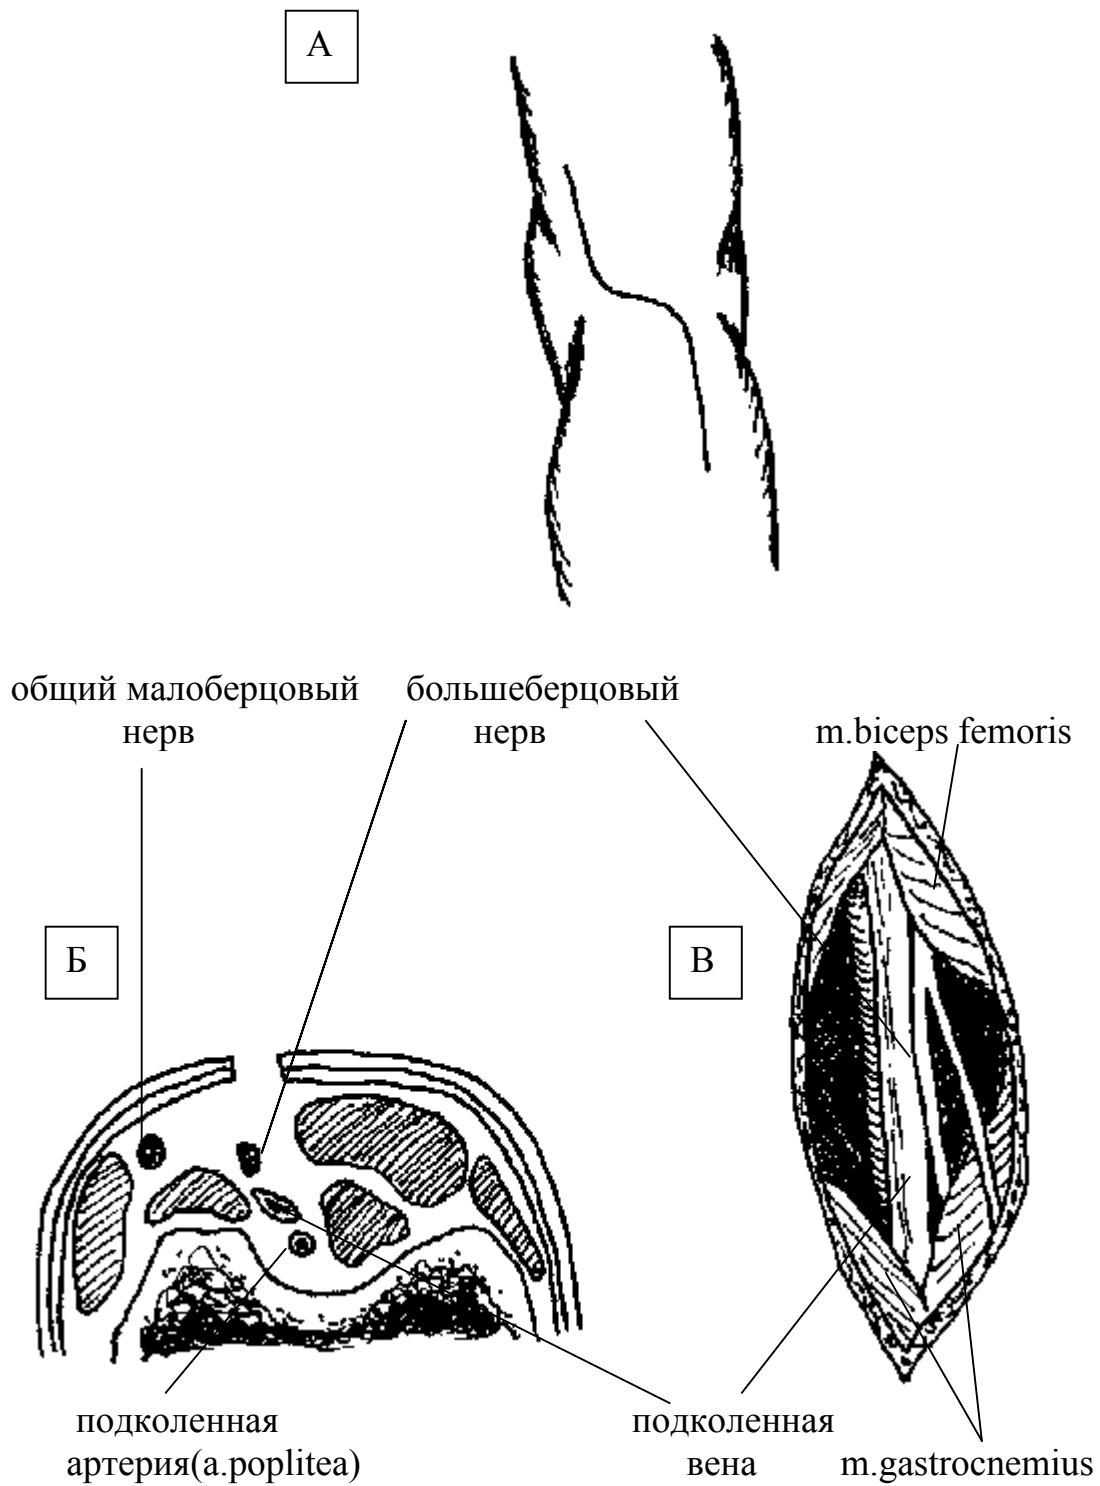 А
общий малоберцовый
нерв
большеберцовый
нерв
m.biceps femoris
Б
В
подколенная
артерия(a.poplitea)
подколенная
вена
m.gastrocnemius